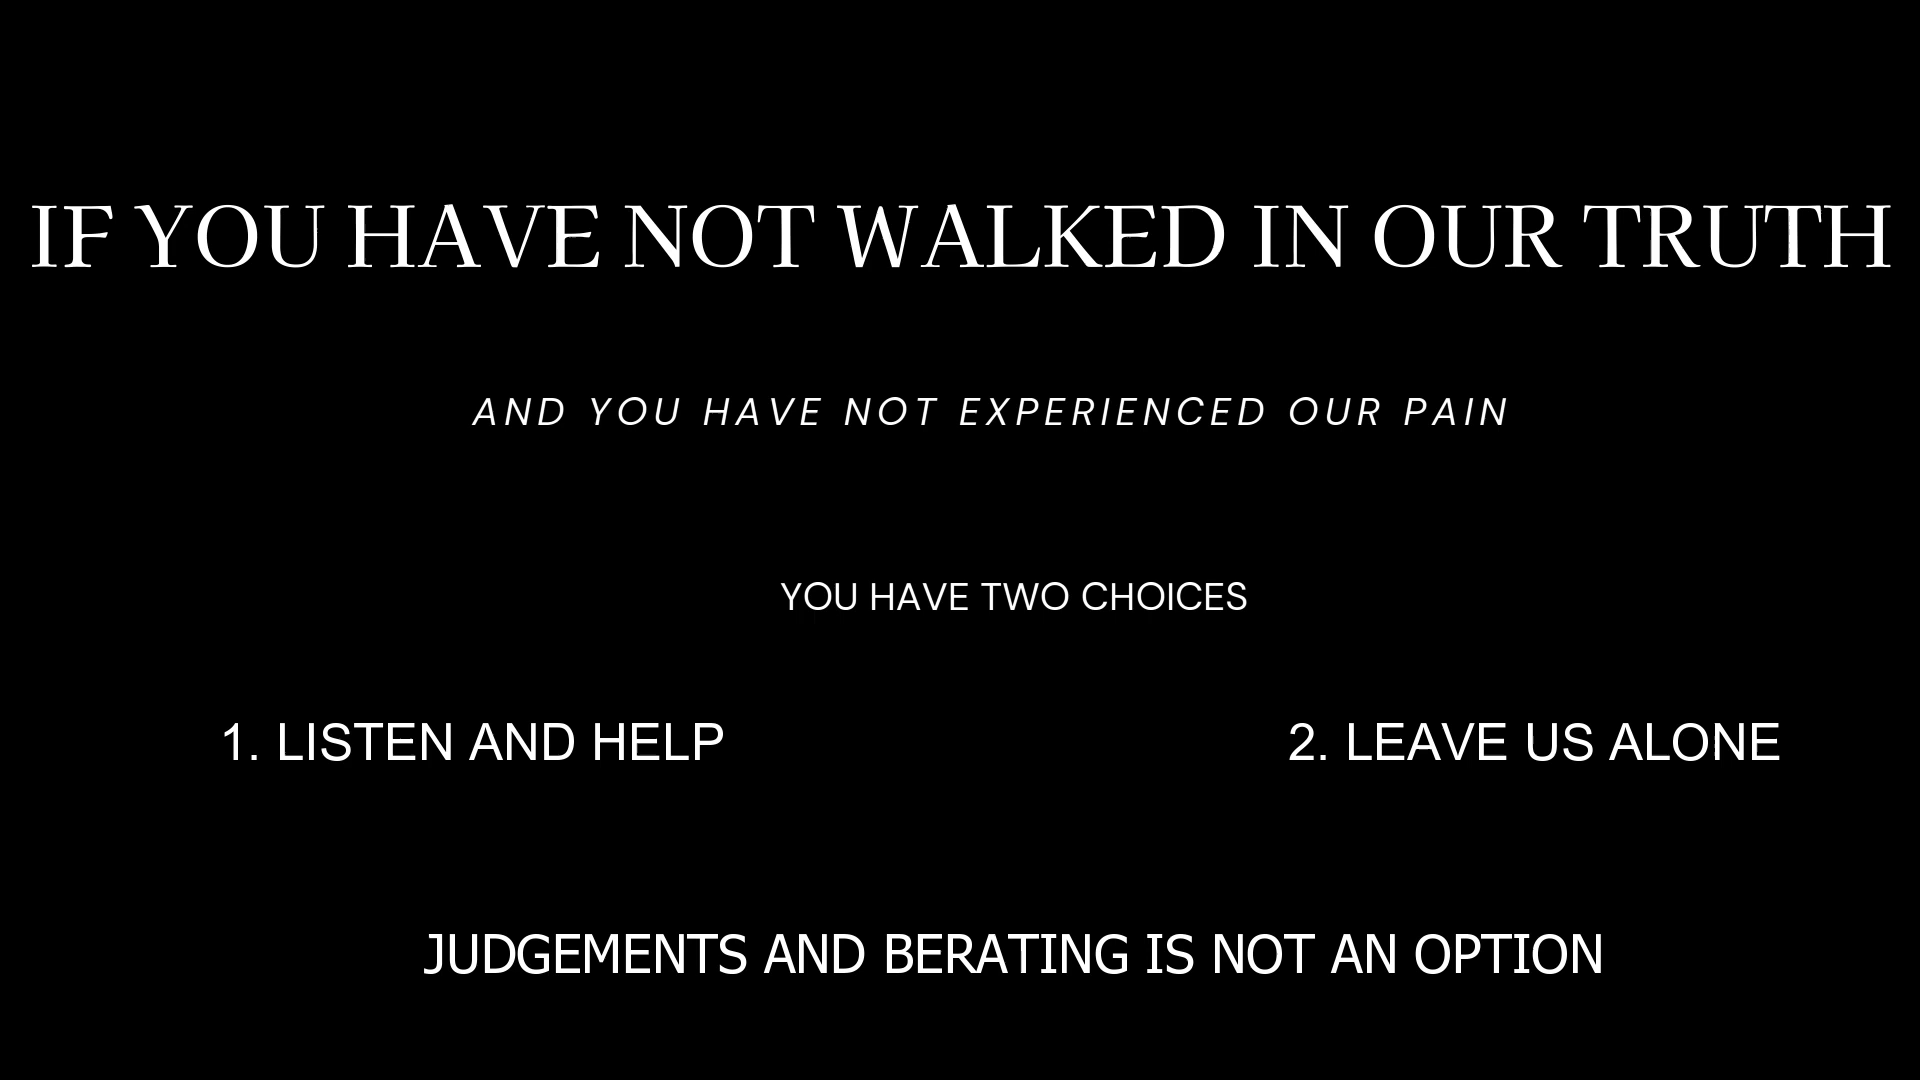 IF YOU HAVE NOT WALKED IN OUR TRUTH
AND YOU HAVE NOT EXPERIENCED OUR PAIN
YOU HAVE TWO CHOICES
1. LISTEN AND HELP
2. LEAVE US ALONE
JUDGEMENTS AND BERATING IS NOT AN OPTION